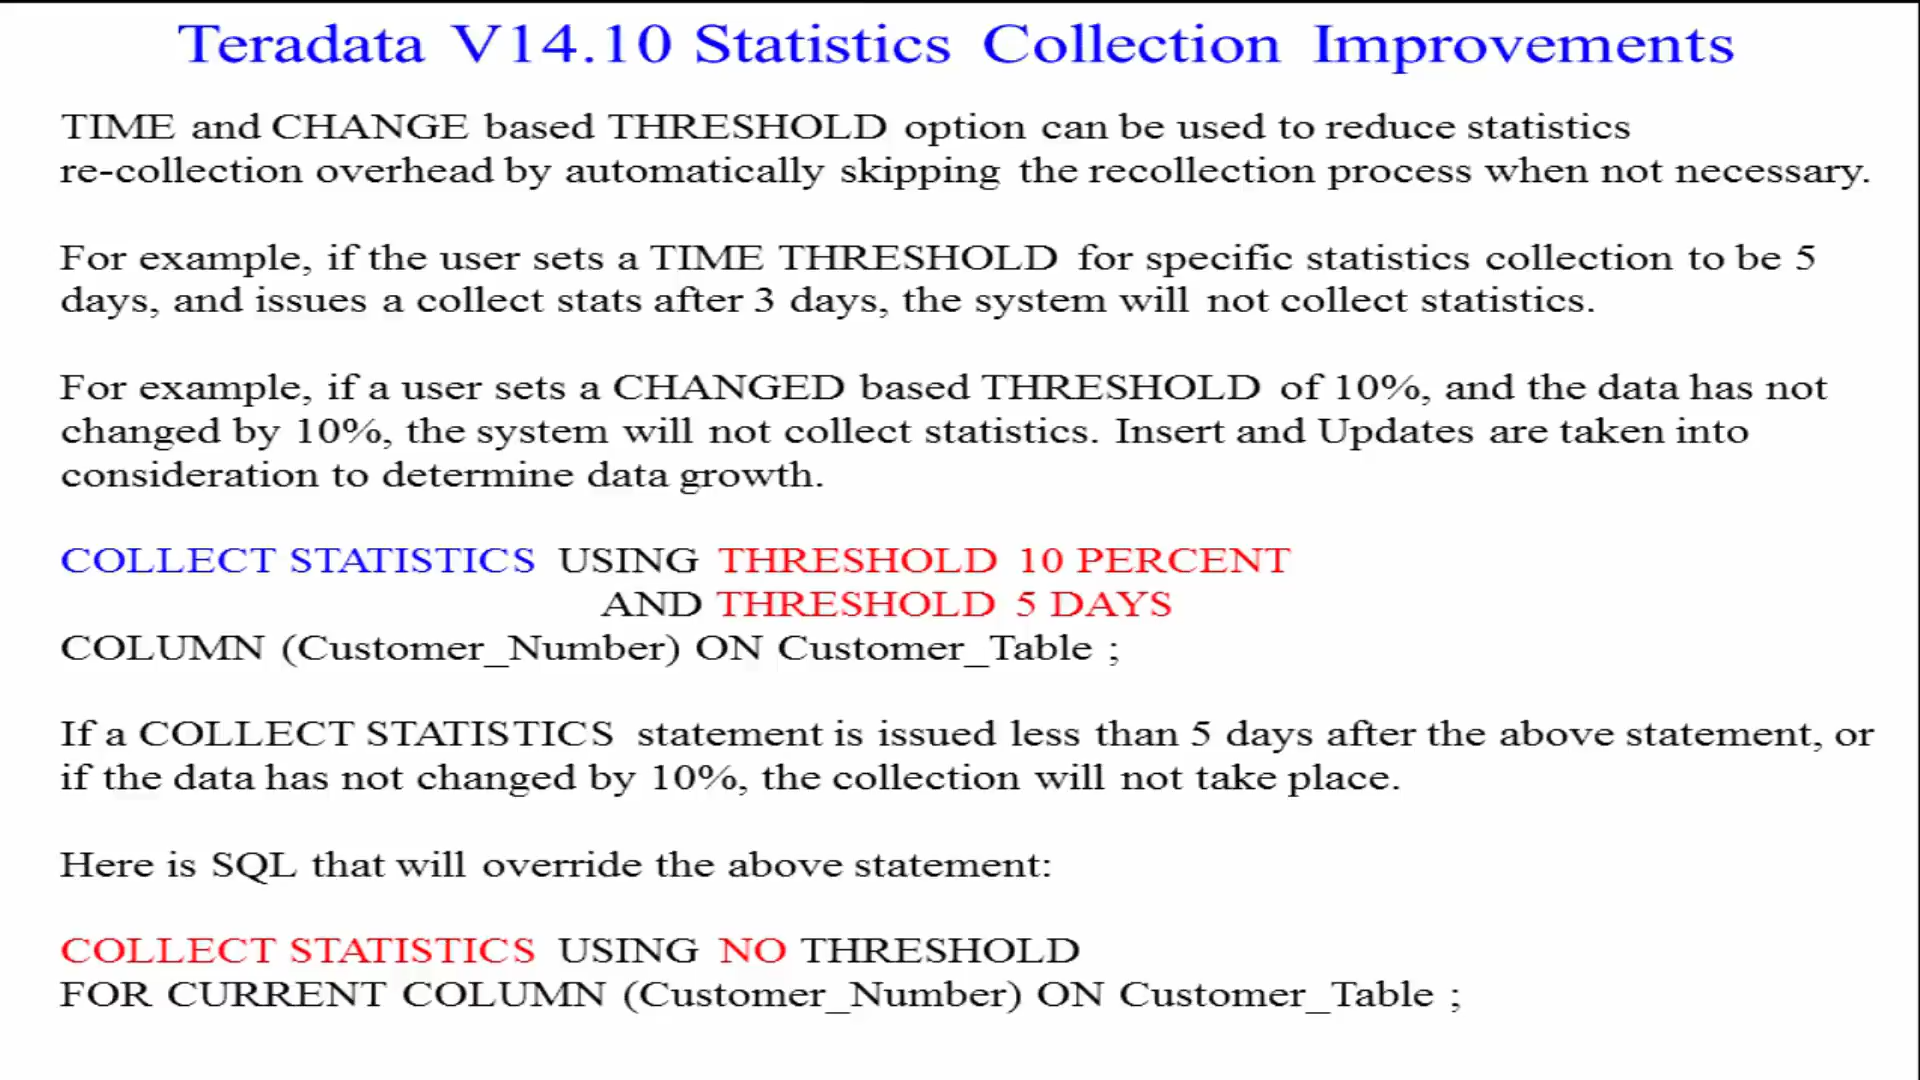 Teradata V14.10 Statistics Collection Improvements
TIME and CHANGE based THRESHOLD option can be used to reduce statistics
re-collection overhead by automatically skipping the recollection process when not necessary.
For example, if the user sets a TIME THRESHOLD for specific statistics collection to be 5
days, and issues a collect stats after 3 days, the system will not collect statistics.
For example, if a user sets a CHANGED based THRESHOLD of 10%, and the data has not
changed by 10%, the system will not collect statistics. Insert and Updates are taken into
consideration to determine data growth.
COLLECT STATISTICS USING THRESHOLD 10 PERCENT
AND THRESHOLD 5 DAYS
COLUMN (Customer_Number) ON Customer_Table ;
If a COLLECT STATISTICS statement is issued less than 5 days after the above statement, or
if the data has not changed by 10%, the collection will not take place.
Here is SQL that will override the above statement:
COLLECT STATISTICS USING NO THRESHOLD
FOR CURRENT COLUMN (Customer_Number) ON Customer_Table ;